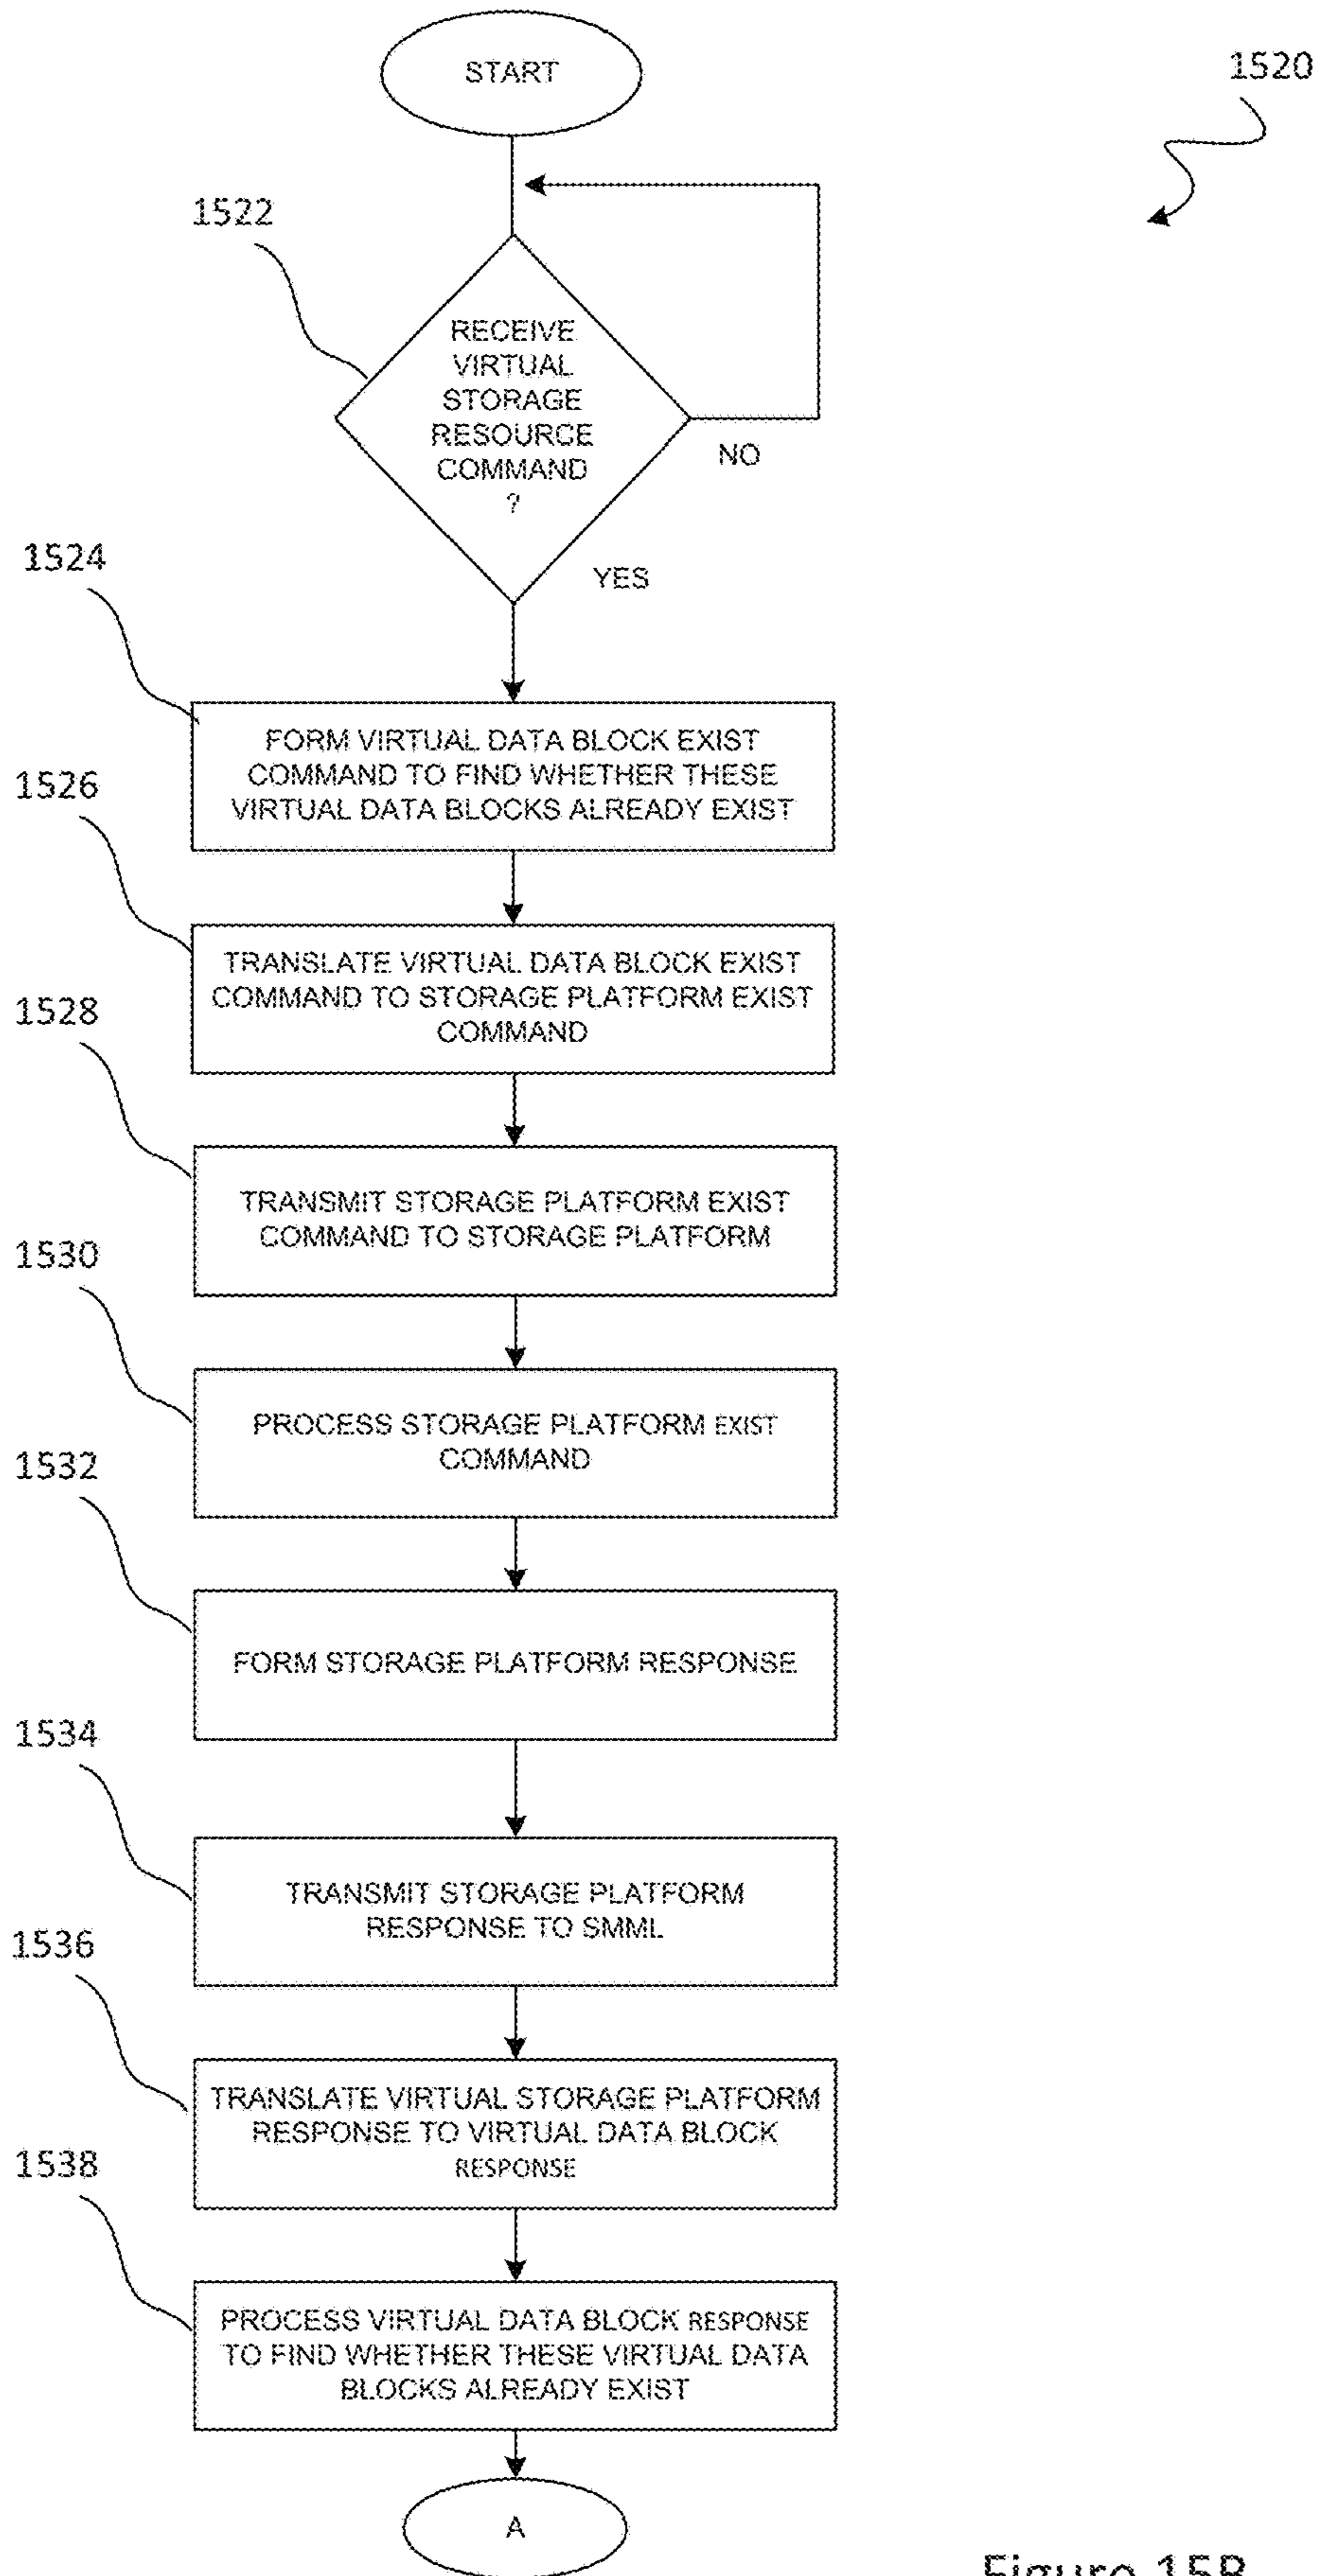 START
1520
1522
RECEIVE
VIRTUAL
STORAGE
RESOURCE
COMMAND
?
NO
YES
1524
FORM VIRTUAL DATA BLOCK EXIST
COMMAND TO FIND WHETHER THESE
VIRTUAL DATA BLOCKS ALREADY EXIST
1526
TRANSLATE VIRTUAL DATA BLOCK EXIST
COMMAND TO STORAGE PLATFORM EXIST
COMMAND
1528
TRANSMIT STORAGE PLATFORM EXIST
COMMAND TO STORAGE PLATFORM
1530
PROCESS STORAGE PLATFORM EXIST
COMMAND
1532
FORM STORAGE PLATFORM RESPONSE
1534
TRANSMIT STORAGE PLATFORM
RESPONSE TO SMML
1536
TRANSLATE VIRTUAL STORAGE PLATFORM
RESPONSE TO VIRTUAL DATA BLOCK
RESPONSE
1538
PROCESS VIRTUAL DATA BLOCK RESPONSE
TO FIND WHETHER THESE VIRTUAL DATA
BLOCKS ALREADY EXIST
A
Figure 15B